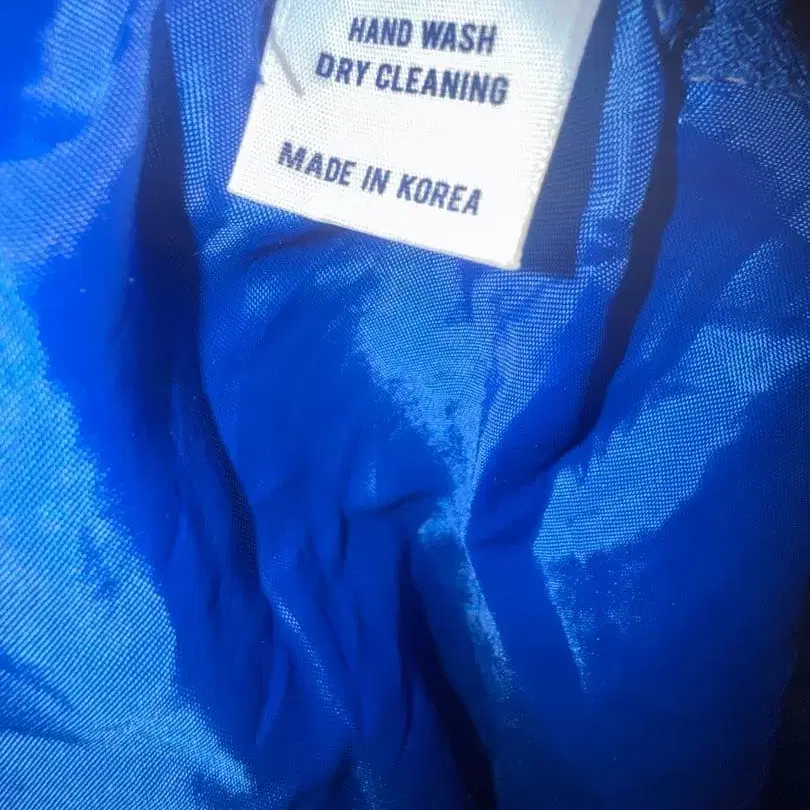 HAND WASH
DRY CLEANING
MADE IN KOREA